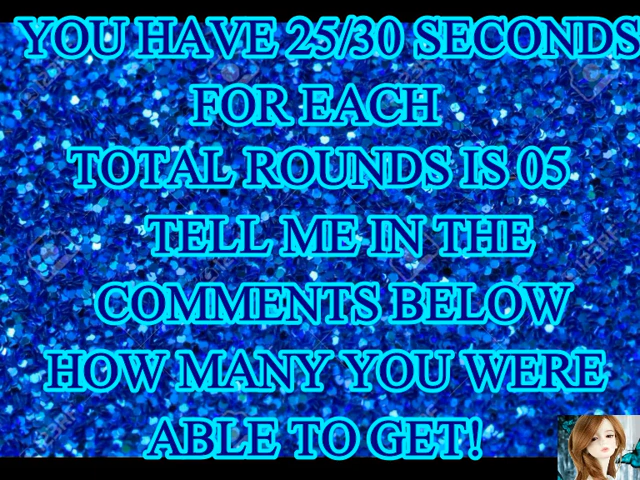 YOU HAVE 25/30 SECONDS
FOR EACH
TOTAL ROUNDS IS 05
TELL ME IN THE
COMMENTS BELOW
HOW MANY YOU WERE
ABLE TO GET!